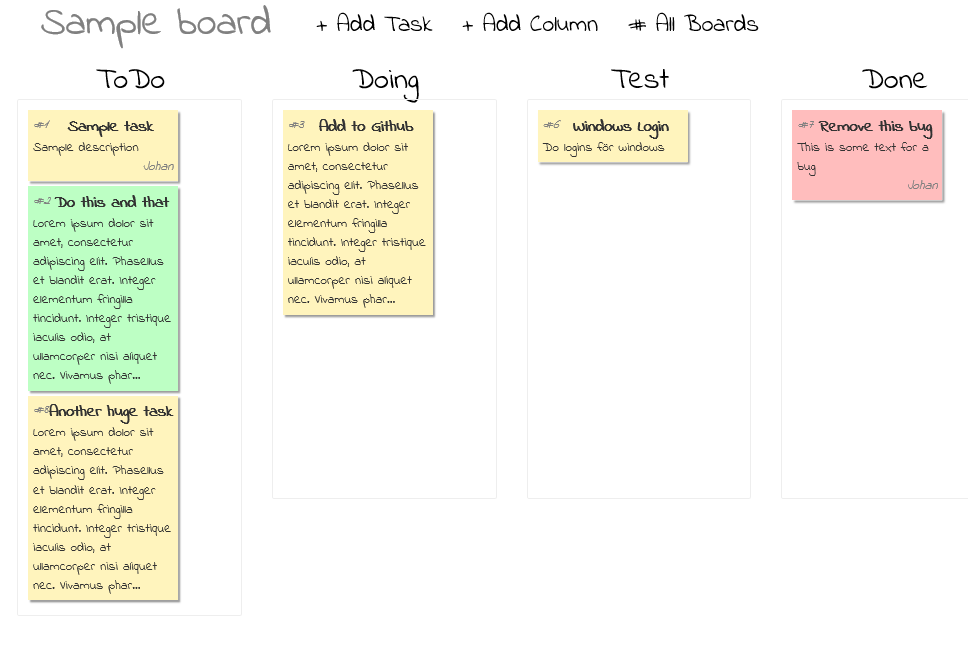 Sample board
+ Add Task
+ Add Column
# All Boards
ToDo
#1 Sample task
Sample description
Johan
#2 Do this and that
Lorem ipsum dolor sit
amet, consectetur
adipiscing elit. Phasellus
et blandit erat. Integer
elementum fringilla
tincidunt. Integer tristique
iaculis odio, at
ullamcorper nisi aliquet
nec. Vivamus phar...
#8 Another huge task
Lorem ipsum dolor sit
amet, consectetur
adipiscing elit. Phasellus
et blandit erat. Integer
elementum fringilla
tincidunt. Integer tristique
iaculis odio, at
ullamcorper nisi aliquet
nec. Vivamus phar...
Doing
#3 Add to Github
Lorem ipsum dolor sit
amet, consectetur
adipiscing elit. Phasellus
et blandit erat. Integer
elementum fringilla
tincidunt. Integer tristique
iaculis odio, at
ullamcorper nisi aliquet
nec. Vivamus phar...
Test
#6 Windows Login
Do logins för windows
Done
#7 Remove this bug
This is some text for a
bug
Johan